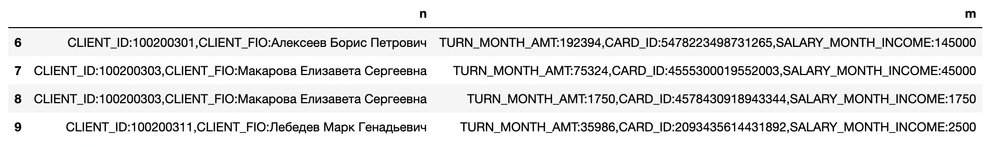 n m
6 CLIENT_ID:100200301,CLIENT_FIO:Алексеев Борис Петрович TURN_MONTH_AMT:192394,CARD_ID:5478223498731265,SALARY_MONTH_INCOME:145000
7 CLIENT_ID:100200303,CLIENT_FIO:Макарова Елизавета Сергеевна TURN_MONTH_AMT:75324,CARD_ID:4555300019552003,SALARY_MONTH_INCOME:45000
8 CLIENT_ID:100200303,CLIENT_FIO:Макарова Елизавета Сергеевна TURN_MONTH_AMT:1750,CARD_ID:4578430918943344,SALARY_MONTH_INCOME:1750
9 CLIENT_ID:100200311,CLIENT_FIO:Лебедев Марк Генадьевич TURN_MONTH_AMT:35986,CARD_ID:2093435614431892,SALARY_MONTH_INCOME:2500